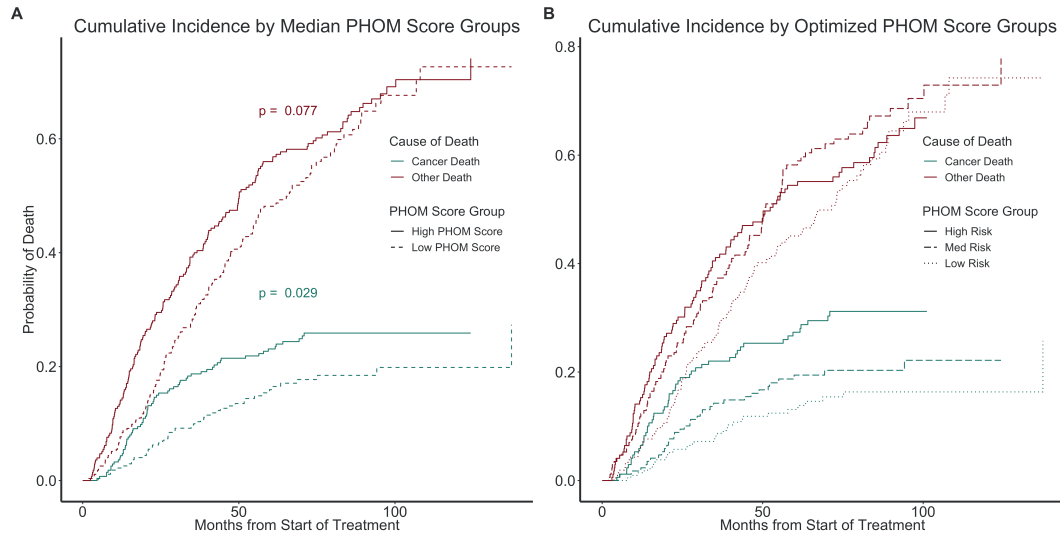 A
Cumulative Incidence by Median PHOM Score Groups
p = 0.077
Cause of Death
Cancer Death
Other Death
PHOM Score Group
High PHOM Score
Low PHOM Score
p = 0.029
Probability of Death
0.6
0.4
0.2
0.0
0
50
100
Months from Start of Treatment
B
Cumulative Incidence by Optimized PHOM Score Groups
Cause of Death
Cancer Death
Other Death
PHOM Score Group
High Risk
Med Risk
Low Risk
0.8
0.6
0.4
0.2
0.0
0
50
100
Months from Start of Treatment